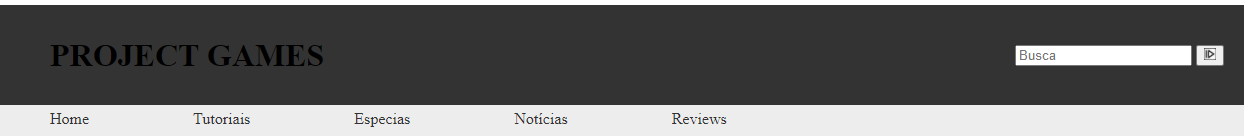 PROJECT GAMES
Busca
Home Tutoriais Especias Notícias Reviews